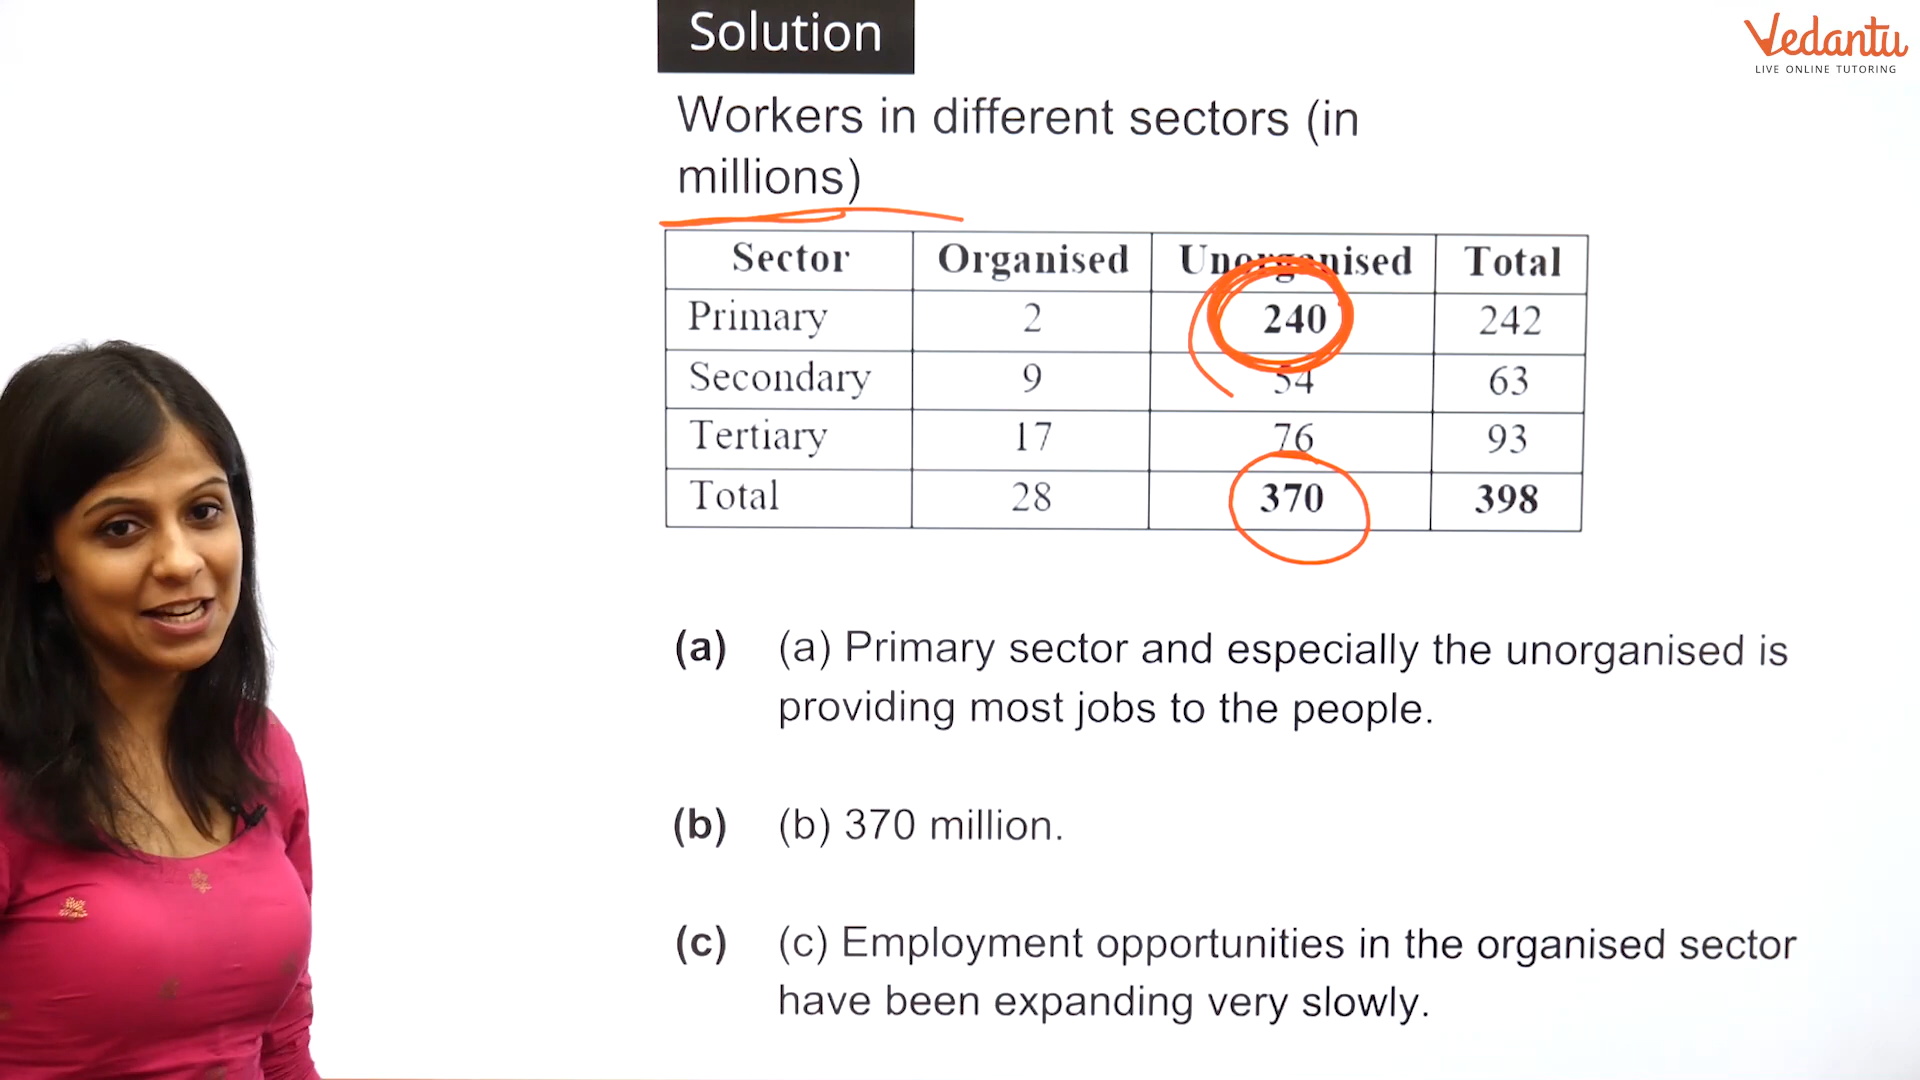 Solution
Vedantu
LIVE ONLINE TUTORING
Workers in different sectors (in
millions)
Sector Organised Unorganised Total
Primary 2 240 242
Secondary 9 54 63
Tertiary 17 76 93
Total 28 370 398
(a) (a) Primary sector and especially the unorganised is
providing most jobs to the people.
(b) (b) 370 million.
(c) (c) Employment opportunities in the organised sector
have been expanding very slowly.